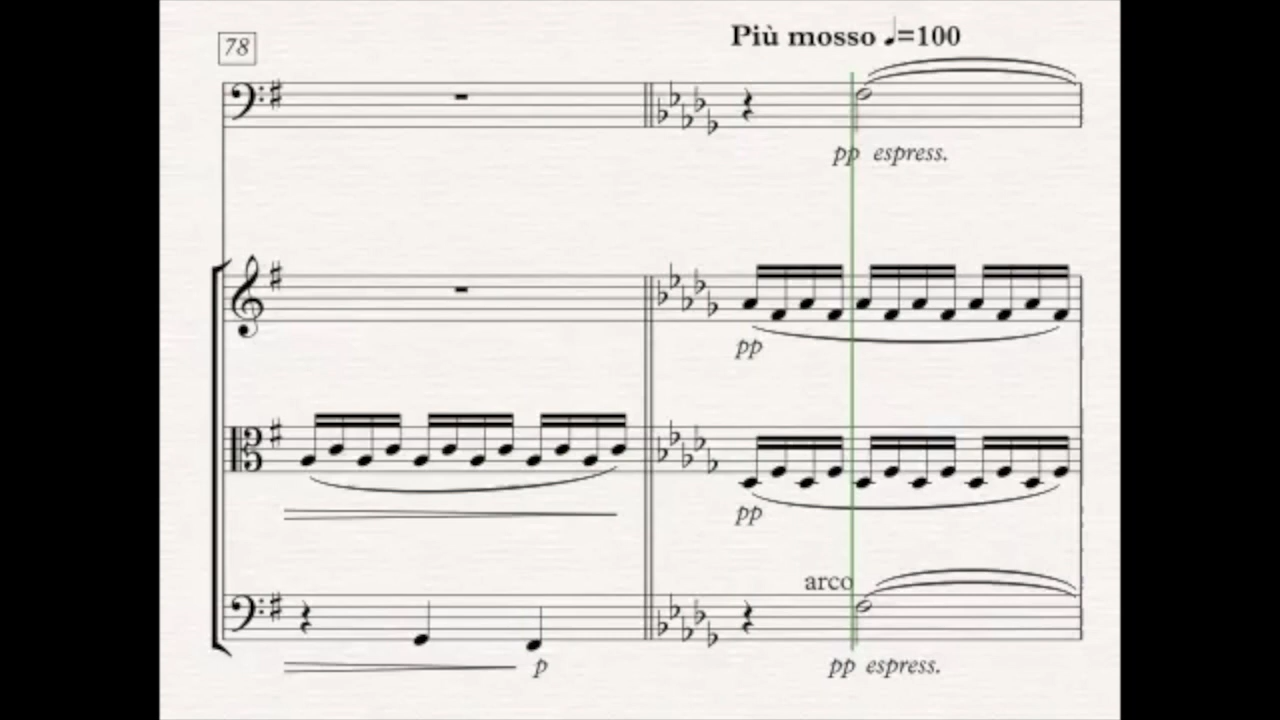 78
Più mosso ♩=100
pp espress.
pp
pp
arco
p
pp espress.